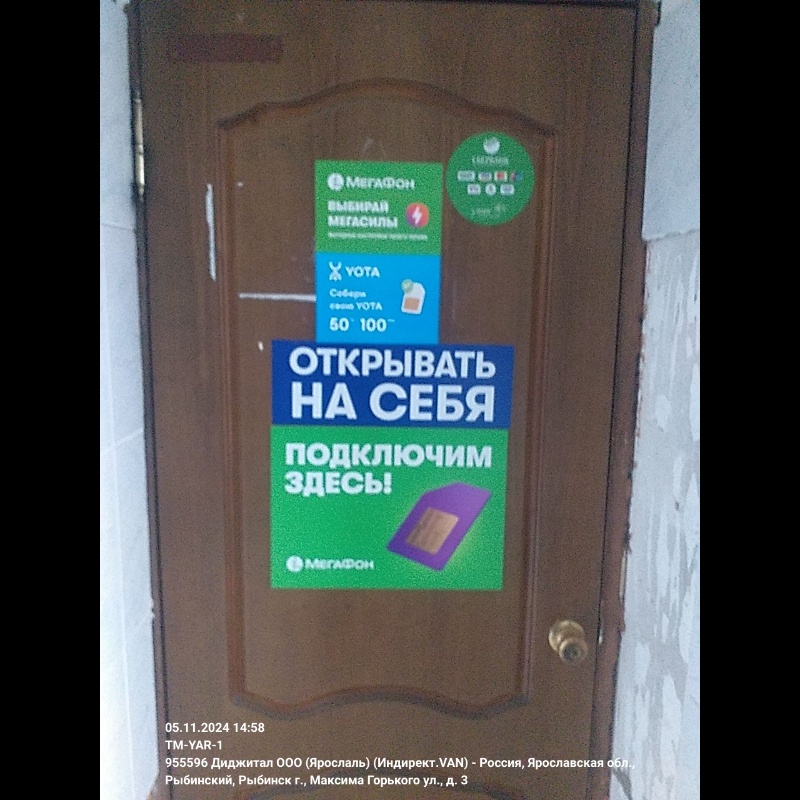 МЕГАФОН
ВЫБИРАЙ
МЕГАСИЛЫ
СБЕРБАНК
YOTA
Собери
свою YOTA
50 100
ОТКРЫВАТЬ
НА СЕБЯ
ПОДКЛЮЧИМ
ЗДЕСЬ!
МЕГАФОН
05.11.2024 14:58
TM-YAR-1
955596 Диджитал ООО (Ярослаль) (Индирект.VAN) - Россия, Ярославская обл.,
Рыбинский, Рыбинск г., Максима Горького ул., д. 3